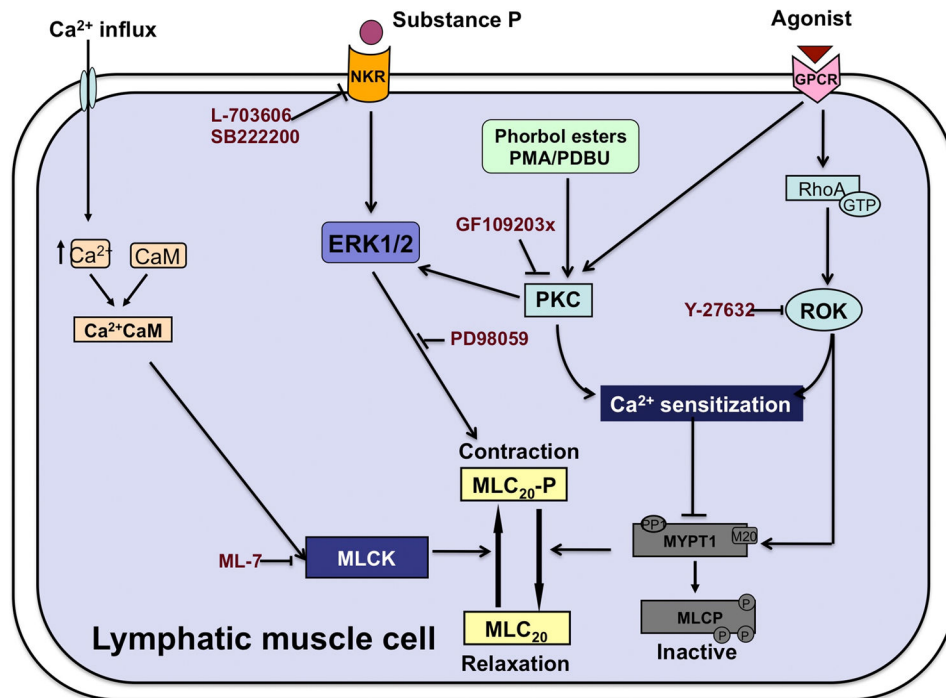 Ca²⁺ influx
Substance P
Agonist
NKR
GPCR
L-703606
SB222200
Phorbol esters
PMA/PDBU
RhoA
GTP
GF109203x
ERK1/2
Ca²⁺
CaM
PKC
Y-27632
ROK
Ca²⁺CaM
PD98059
Ca²⁺ sensitization
Contraction
MLC₂₀-P
PP1
MYPT1
M20
ML-7
MLCK
MLCP
P
P
P
Lymphatic muscle cell
MLC₂₀
Inactive
Relaxation